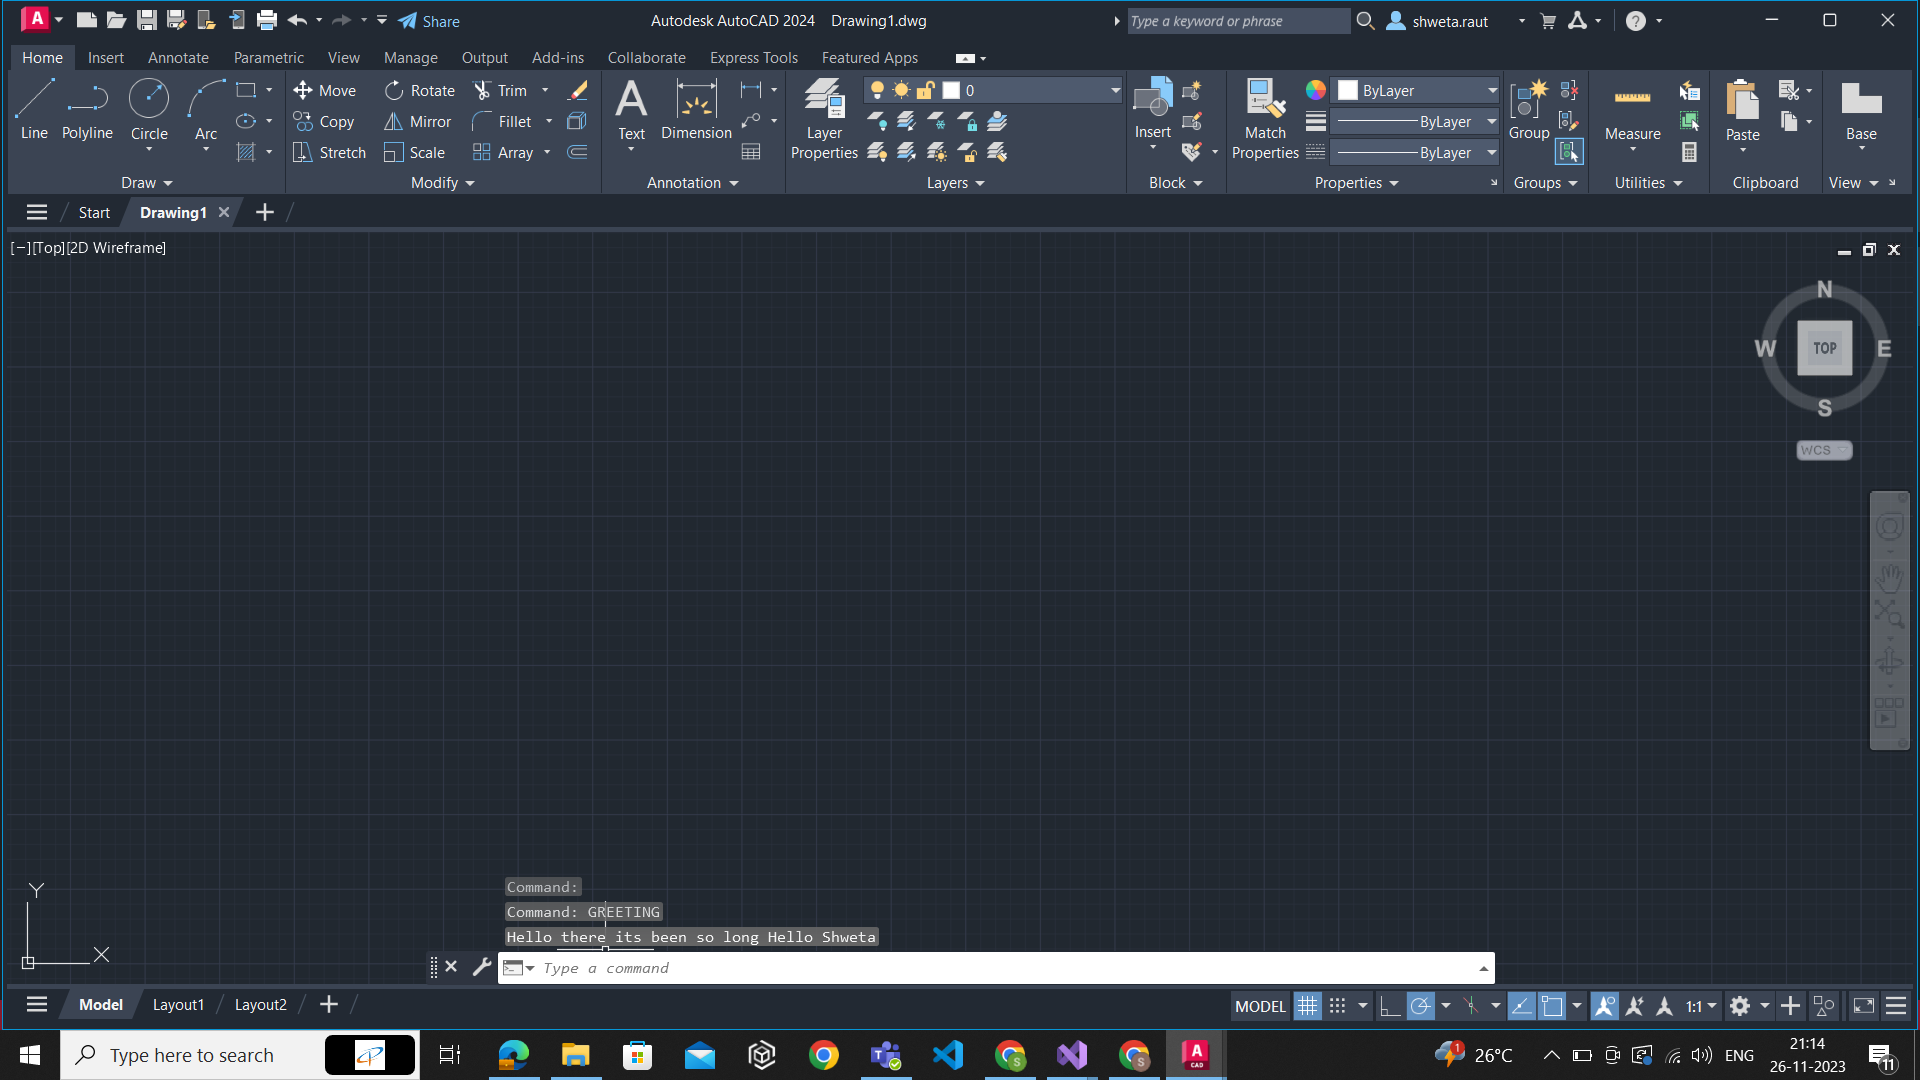 Share
Autodesk AutoCAD 2024 Drawing1.dwg
Type a keyword or phrase
shweta.raut
Home Insert Annotate Parametric View Manage Output Add-ins Collaborate Express Tools Featured Apps
Line Polyline Circle Arc
Draw
Move Rotate Trim
Copy Mirror Fillet
Stretch Scale Array
Modify
Text Dimension
Annotation
Layer Properties
0
Layers
Insert
Block
Match Properties
ByLayer
ByLayer
ByLayer
Properties
Group
Groups
Measure
Utilities
Paste
Clipboard
Base
View
Start Drawing1
[−][Top][2D Wireframe]
N
W TOP E
S
WCS
Y
X
Command:
Command: GREETING
Hello there its been so long Hello Shweta
Type a command
Model Layout1 Layout2
MODEL 1:1
Type here to search
26°C
ENG
21:14
26-11-2023
11